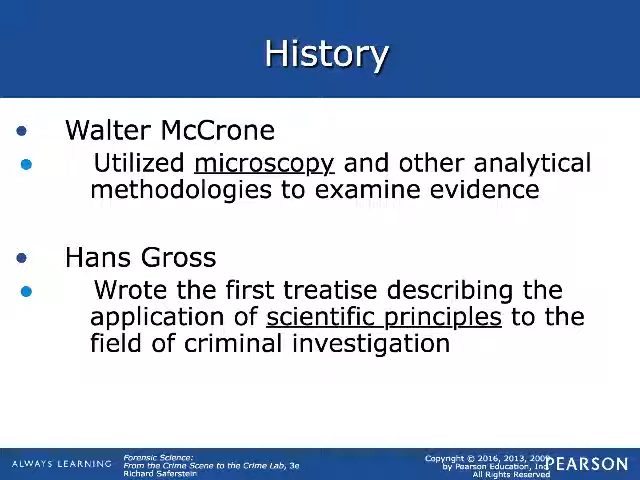 History
• Walter McCrone
• Utilized microscopy and other analytical
methodologies to examine evidence
• Hans Gross
• Wrote the first treatise describing the
application of scientific principles to the
field of criminal investigation
ALWAYS LEARNING
Forensic Science:
From the Crime Scene to the Crime Lab, 3e
Richard Saferstein
Copyright © 2016, 2013, 2009
by Pearson Education, Inc.
All Rights Reserved
PEARSON